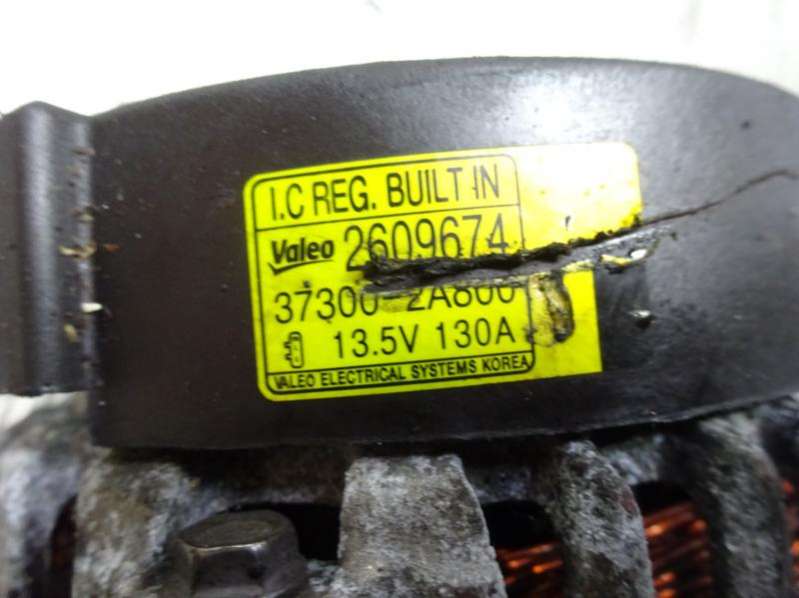 I.C REG. BUILT IN
Valeo 2609674
37300-2A800
13.5V 130A
VALEO ELECTRICAL SYSTEMS KOREA